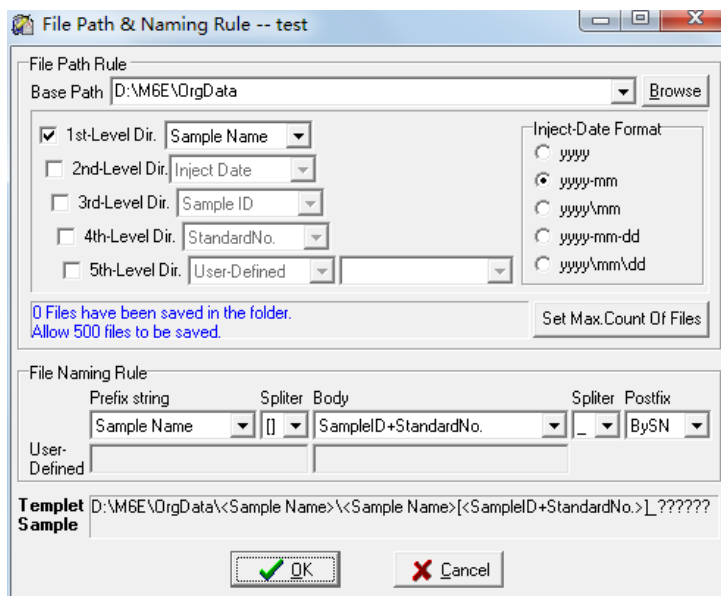 File Path & Naming Rule -- test
File Path Rule
Base Path D:\M6E\OrgData Browse
1st-Level Dir. Sample Name
2nd-Level Dir. Inject Date
3rd-Level Dir. Sample ID
4th-Level Dir. StandardNo.
5th-Level Dir. User-Defined
Inject-Date Format
yyyy
yyyy-mm
yyyy\mm
yyyy-mm-dd
yyyy\mm\dd
0 Files have been saved in the folder.
Allow 500 files to be saved.
Set Max.Count Of Files
File Naming Rule
Prefix string Spliter Body Spliter Postfix
Sample Name [] SampleID+StandardNo. _ BySN
User-
Defined
Templet
Sample
D:\M6E\OrgData\<Sample Name>\<Sample Name>[<SampleID+StandardNo.>]_??????
OK Cancel